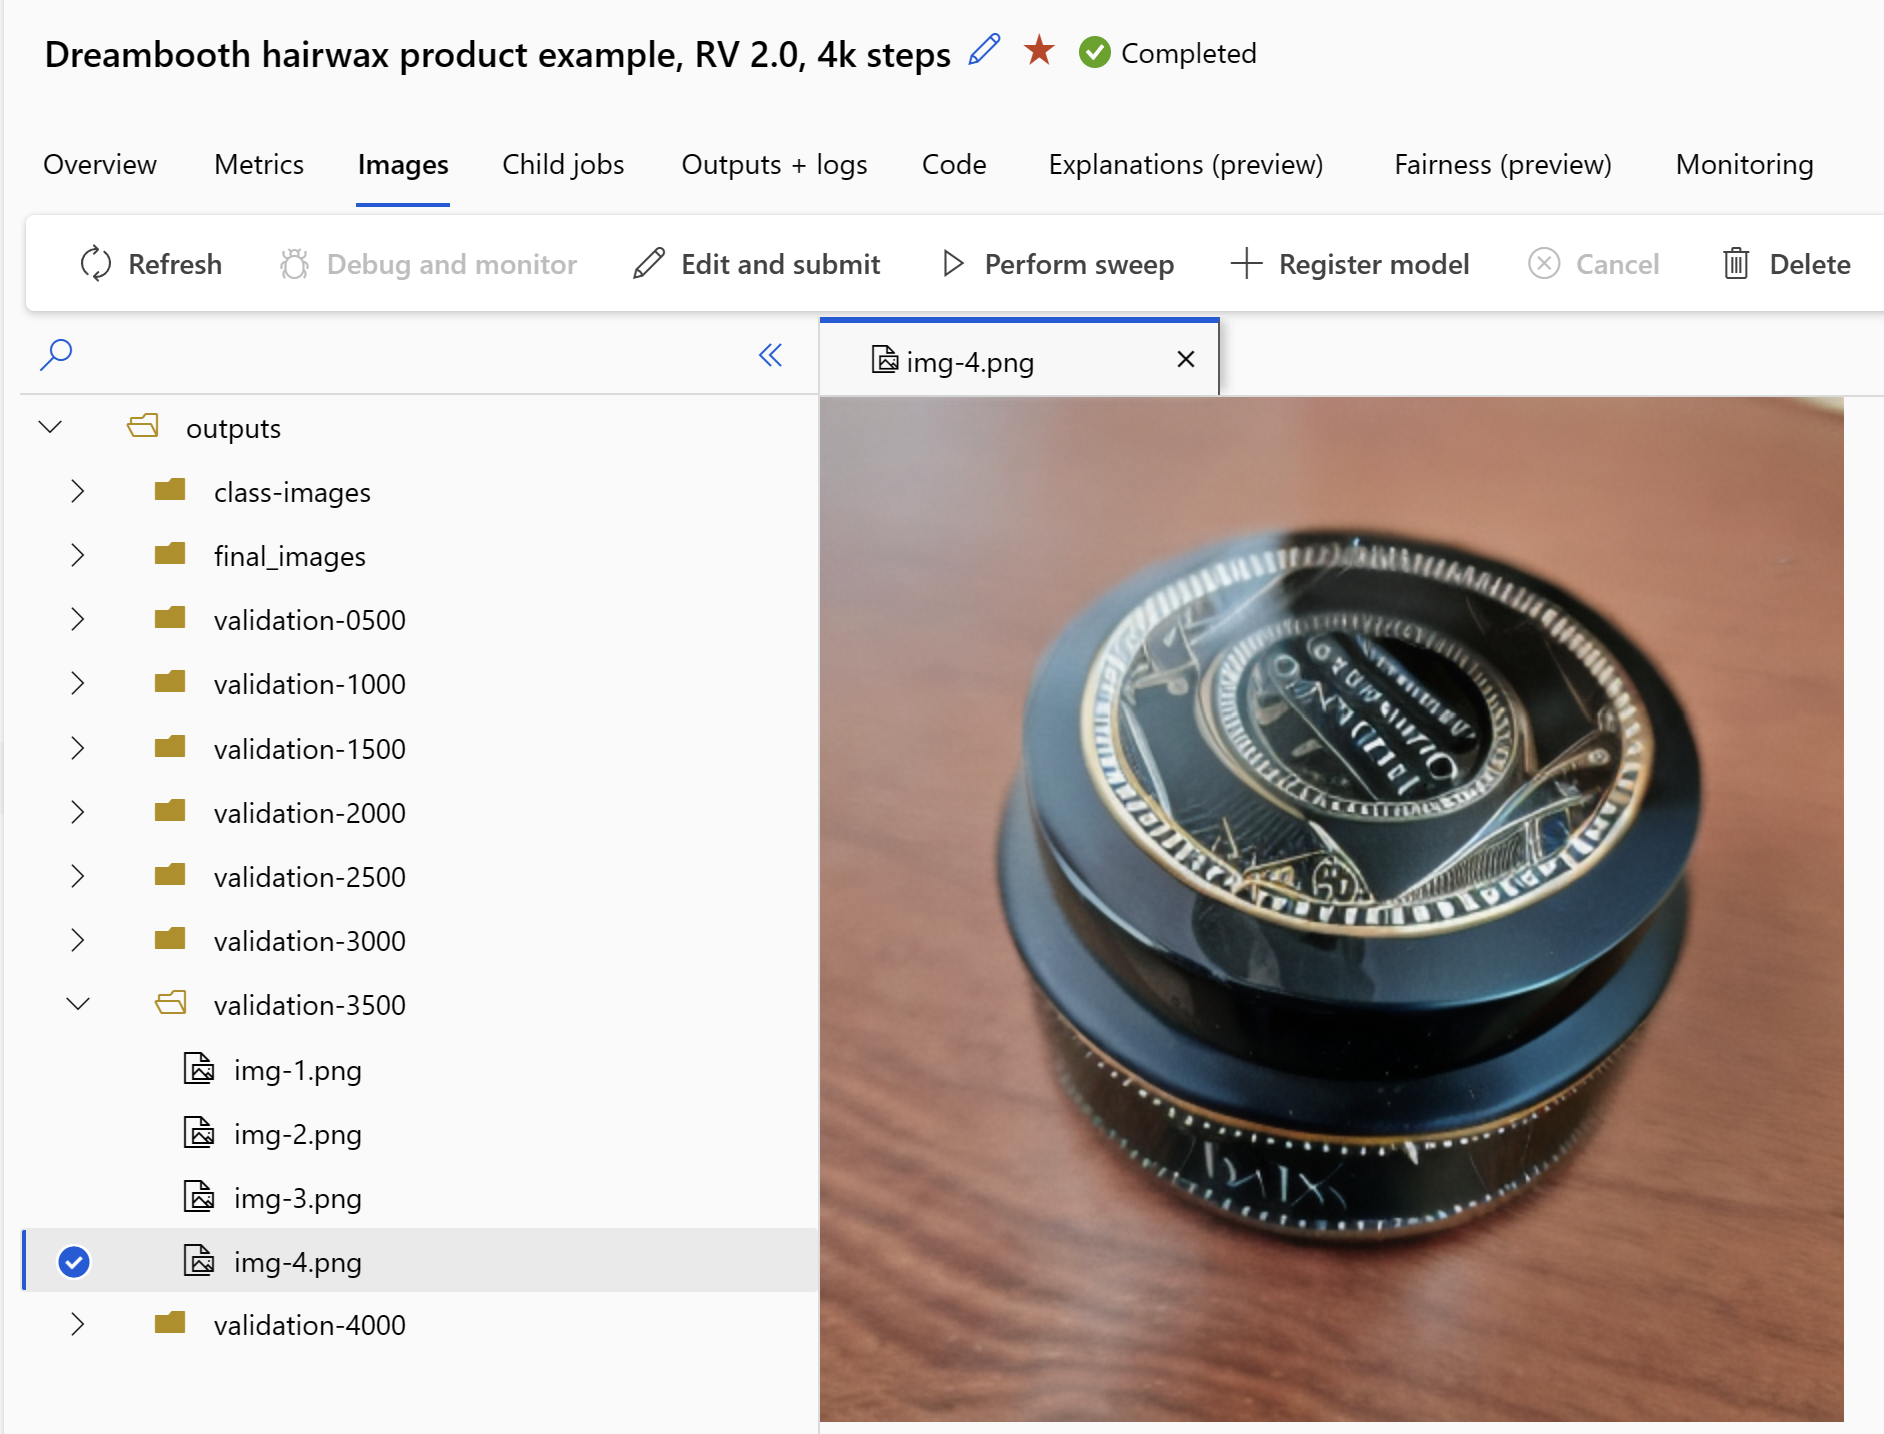 Dreambooth hairwax product example, RV 2.0, 4k steps
Completed
Overview
Metrics
Images
Child jobs
Outputs + logs
Code
Explanations (preview)
Fairness (preview)
Monitoring
Refresh
Debug and monitor
Edit and submit
Perform sweep
Register model
Cancel
Delete
img-4.png
outputs
class-images
final_images
validation-0500
validation-1000
validation-1500
validation-2000
validation-2500
validation-3000
validation-3500
img-1.png
img-2.png
img-3.png
img-4.png
validation-4000